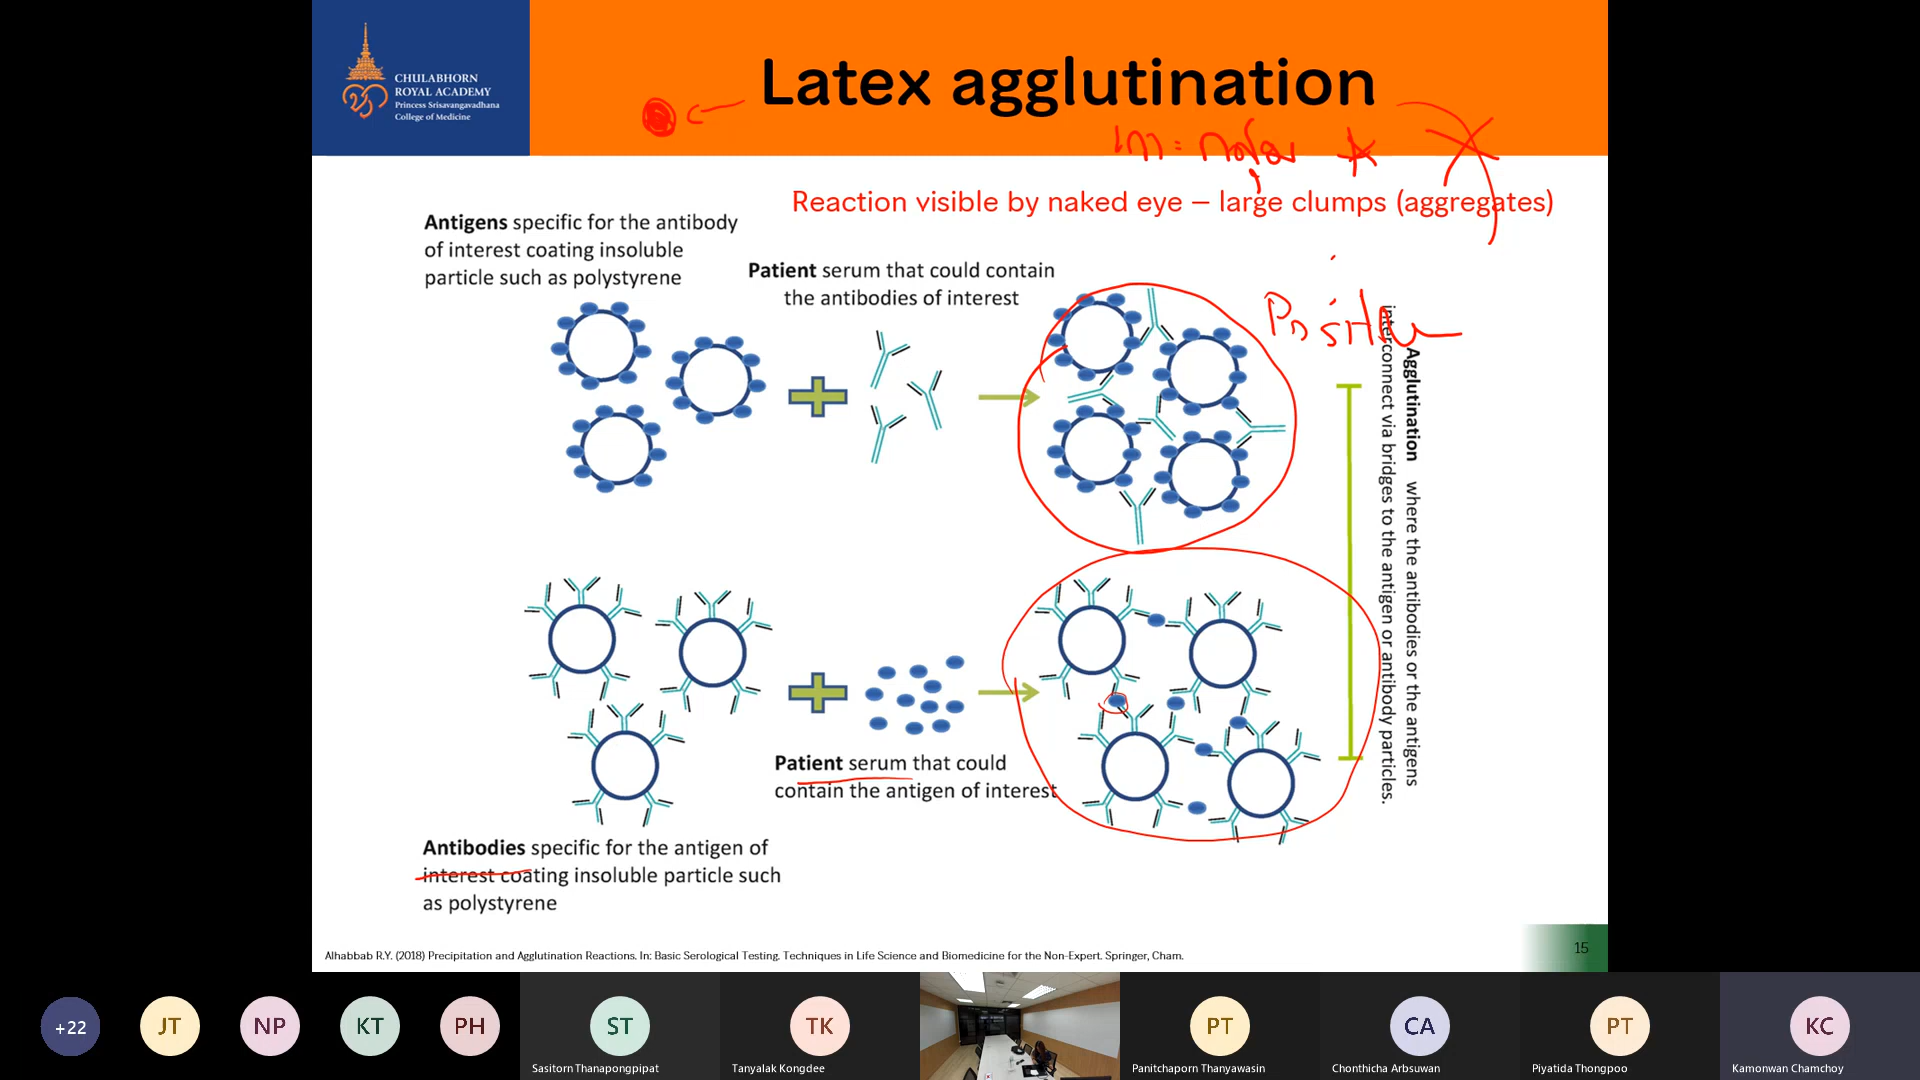 CHULABHORN
ROYAL ACADEMY
Princess Srisavangavadhana
College of Medicine
Latex agglutination
Reaction visible by naked eye – large clumps (aggregates)
Antigens specific for the antibody
of interest coating insoluble
particle such as polystyrene
Patient serum that could contain
the antibodies of interest
Positive
Agglutination where the antibodies or the antigens
interconnect via bridges to the antigen or antibody particles.
Patient serum that could
contain the antigen of interest
Antibodies specific for the antigen of
interest coating insoluble particle such
as polystyrene
Alhabbab R.Y. (2018) Precipitation and Agglutination Reactions. In: Basic Serological Testing. Techniques in Life Science and Biomedicine for the Non-Expert. Springer, Cham.
15
+22
JT
NP
KT
PH
ST
Sasitorn Thanapongpipat
TK
Tanyalak Kongdee
PT
Panitchaporn Thanyawasin
CA
Chonthicha Arbsuwan
PT
Piyatida Thongpoo
KC
Kamonwan Chamchoy